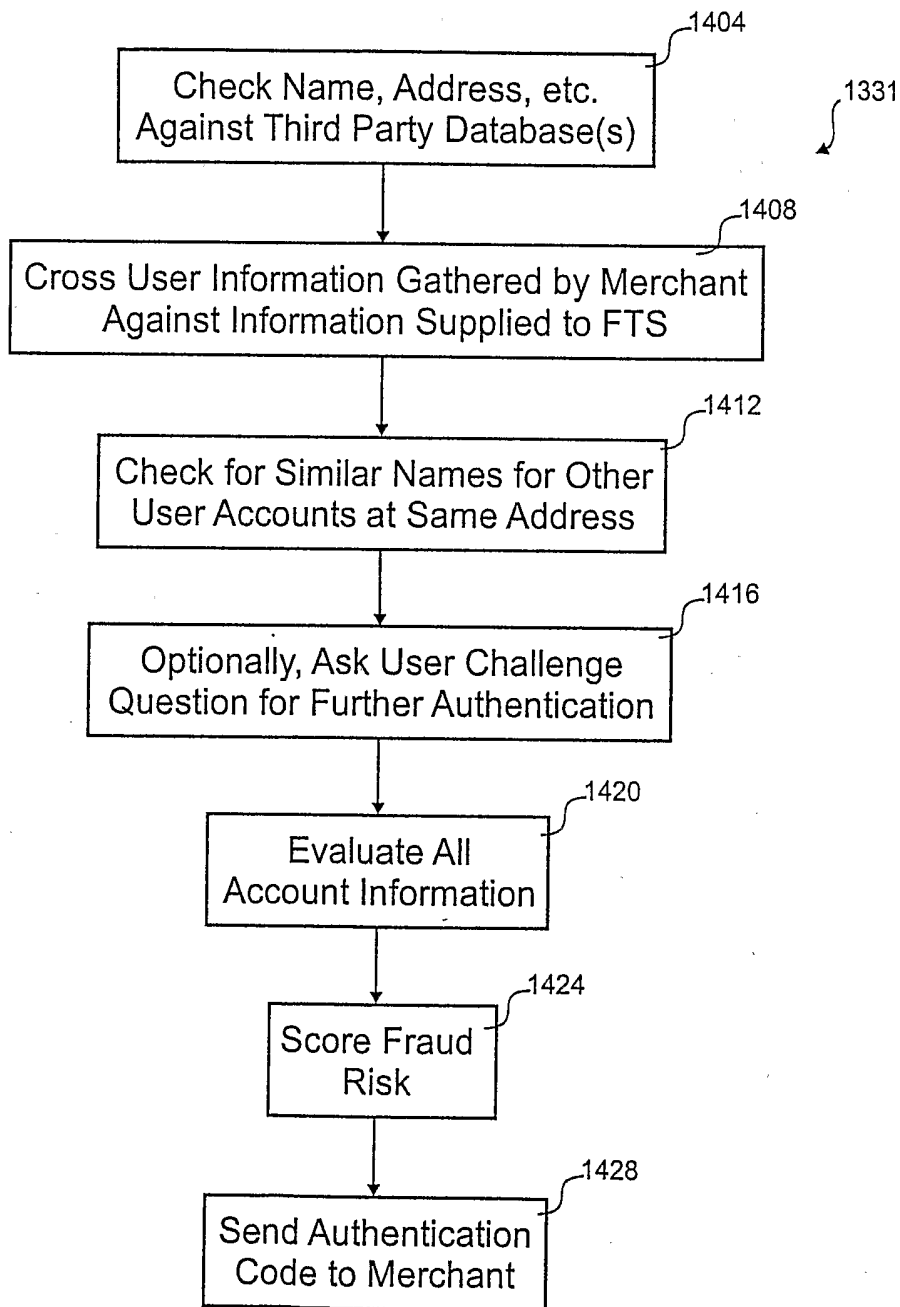 1404
Check Name, Address, etc.
Against Third Party Database(s)
1331
1408
Cross User Information Gathered by Merchant
Against Information Supplied to FTS
1412
Check for Similar Names for Other
User Accounts at Same Address
1416
Optionally, Ask User Challenge
Question for Further Authentication
1420
Evaluate All
Account Information
1424
Score Fraud
Risk
1428
Send Authentication
Code to Merchant